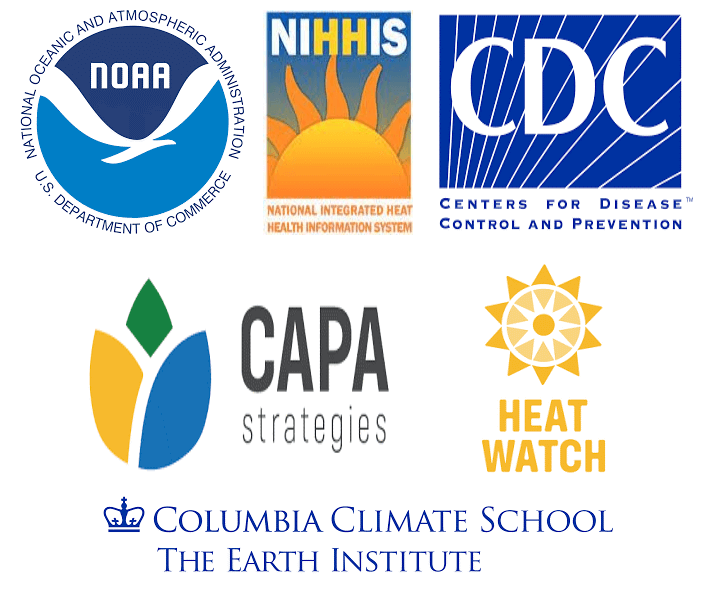 NATIONAL OCEANIC AND ATMOSPHERIC ADMINISTRATION
NOAA
U.S. DEPARTMENT OF COMMERCE
NIHHIS
NATIONAL INTEGRATED HEAT
HEALTH INFORMATION SYSTEM
CDC
CENTERS FOR DISEASE™
CONTROL AND PREVENTION
CAPA
strategies
HEAT
WATCH
COLUMBIA CLIMATE SCHOOL
THE EARTH INSTITUTE